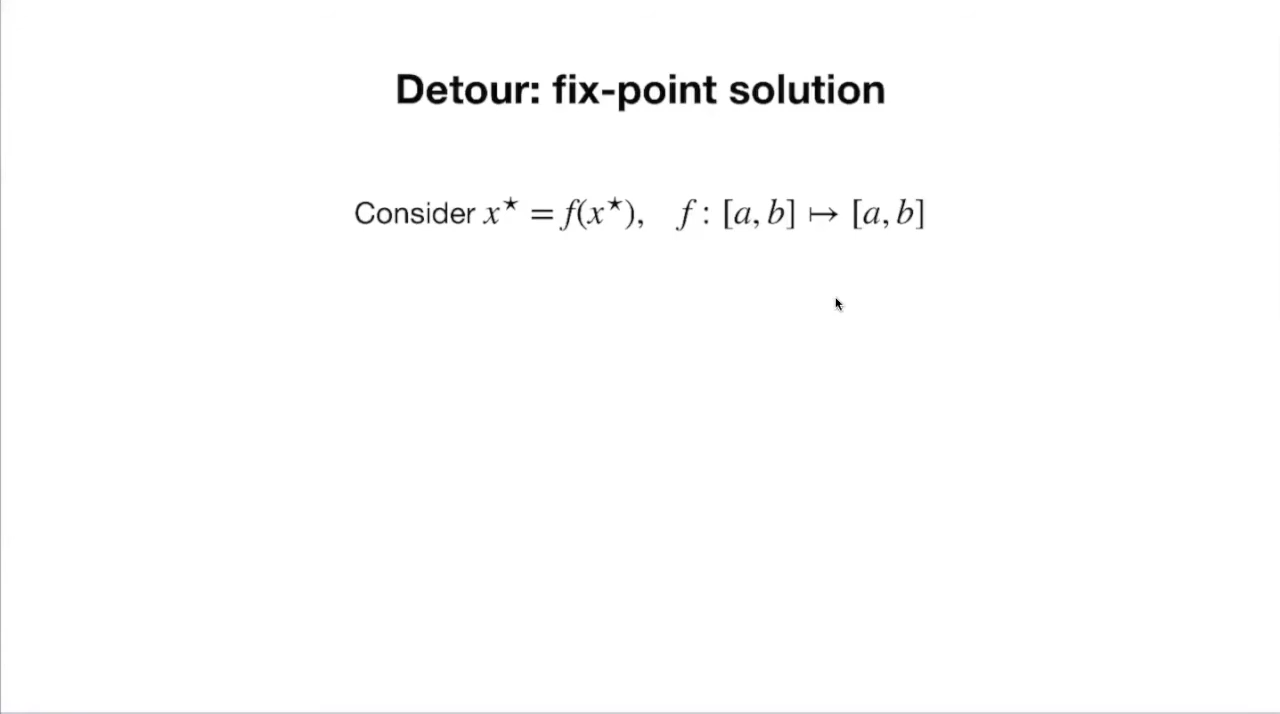 Detour: fix-point solution
Consider x★ = f(x★), f : [a, b] ↦ [a, b]